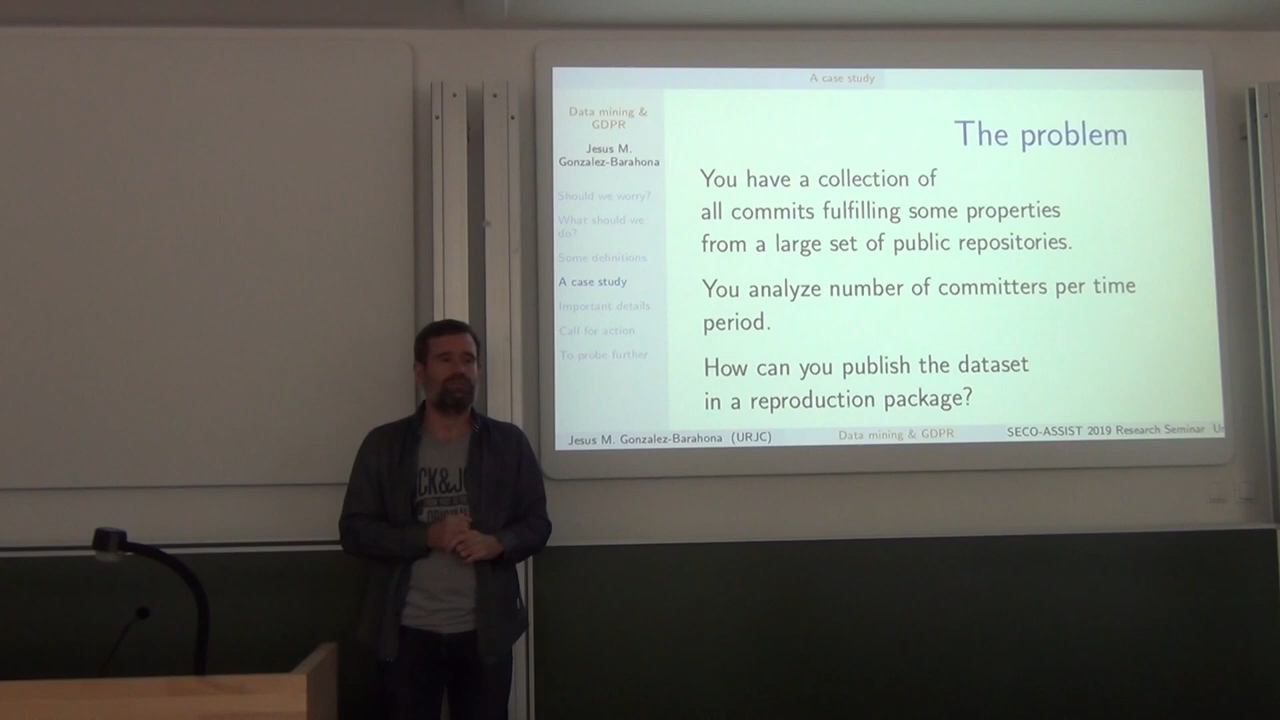 A case study
Data mining &
GDPR
Jesus M.
Gonzalez-Barahona
Should we worry?
What should we
do?
Some definitions
A case study
Important details
Call for action
To probe further
The problem
You have a collection of
all commits fulfilling some properties
from a large set of public repositories.
You analyze number of committers per time
period.
How can you publish the dataset
in a reproduction package?
Jesus M. Gonzalez-Barahona (URJC)
Data mining & GDPR
SECO-ASSIST 2019 Research Seminar
CK&JO
ORIGINAL